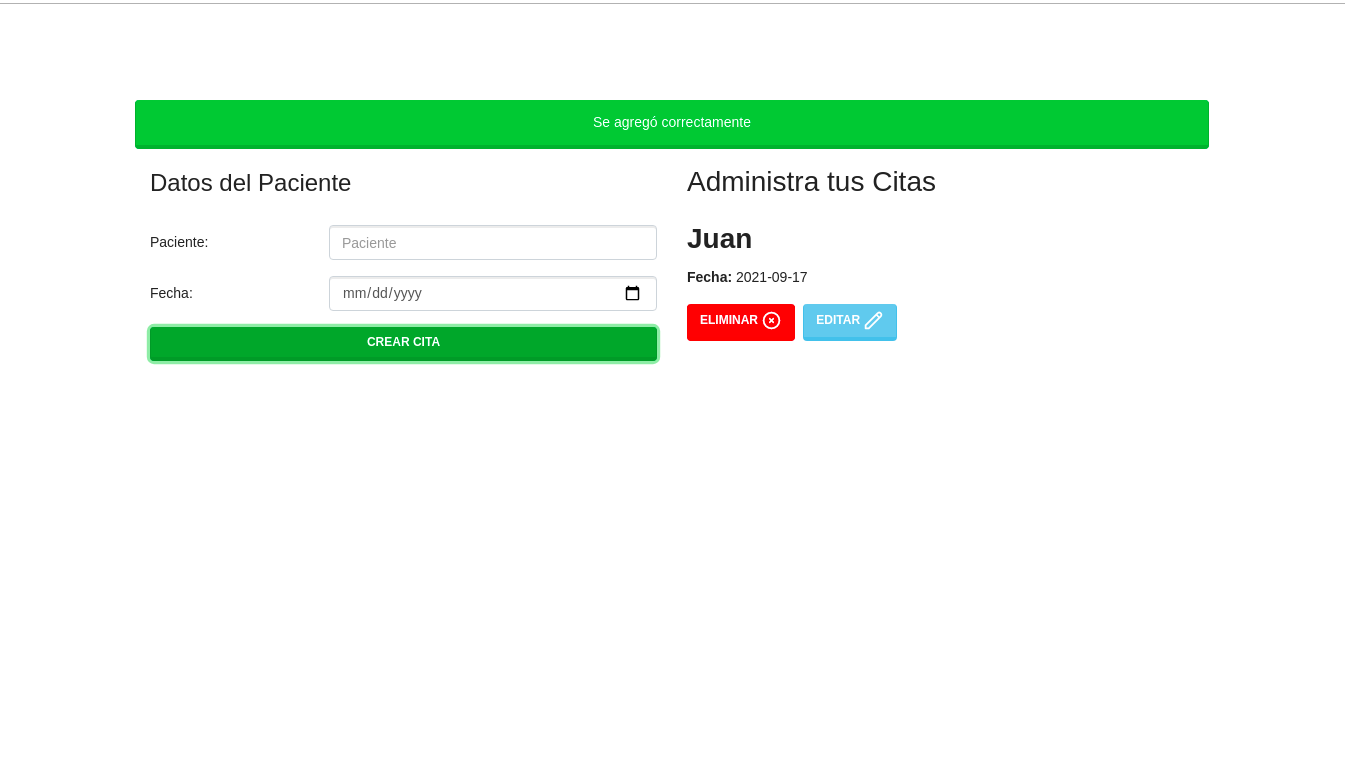 Se agregó correctamente
Datos del Paciente
Paciente:
Paciente
Fecha:
mm/dd/yyyy
CREAR CITA
Administra tus Citas
Juan
Fecha: 2021-09-17
ELIMINAR
EDITAR